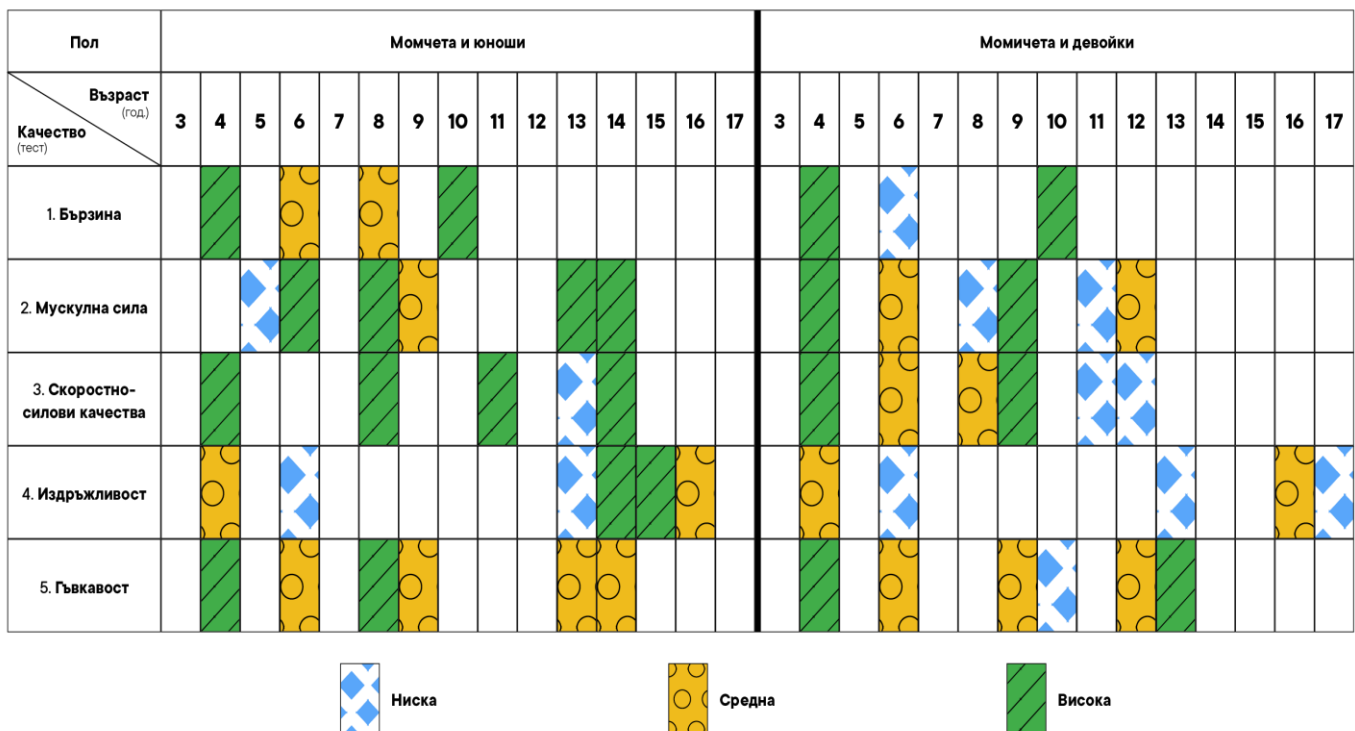 Пол
Момчета и юноши
Момичета и девойки
Възраст
(год.)
Качество
(тест)
3 4 5 6 7 8 9 10 11 12 13 14 15 16 17
3 4 5 6 7 8 9 10 11 12 13 14 15 16 17
1. Бързина
2. Мускулна сила
3. Скоростно-
силови качества
4. Издръжливост
5. Гъвкавост
Ниска
Средна
Висока